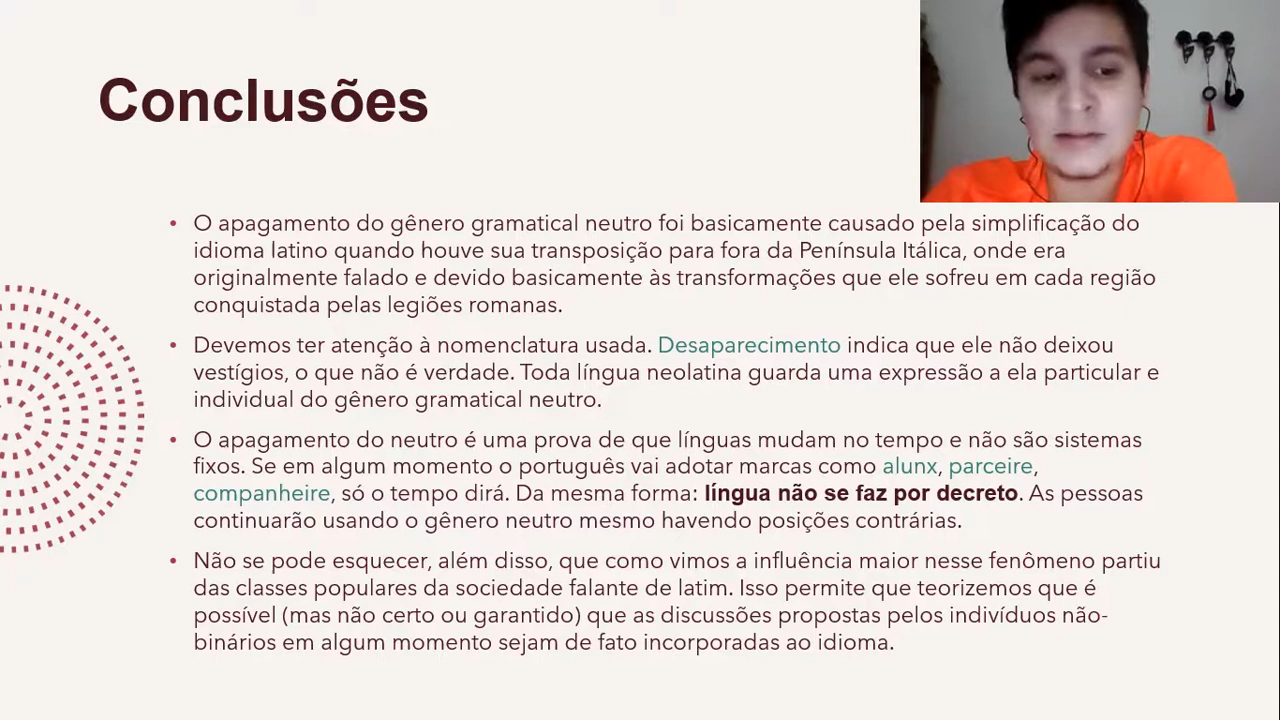 Conclusões
• O apagamento do gênero gramatical neutro foi basicamente causado pela simplificação do
idioma latino quando houve sua transposição para fora da Península Itálica, onde era
originalmente falado e devido basicamente às transformações que ele sofreu em cada região
conquistada pelas legiões romanas.
• Devemos ter atenção à nomenclatura usada. Desaparecimento indica que ele não deixou
vestígios, o que não é verdade. Toda língua neolatina guarda uma expressão a ela particular e
individual do gênero gramatical neutro.
• O apagamento do neutro é uma prova de que línguas mudam no tempo e não são sistemas
fixos. Se em algum momento o português vai adotar marcas como alunx, parceire,
companheire, só o tempo dirá. Da mesma forma: língua não se faz por decreto. As pessoas
continuarão usando o gênero neutro mesmo havendo posições contrárias.
• Não se pode esquecer, além disso, que como vimos a influência maior nesse fenômeno partiu
das classes populares da sociedade falante de latim. Isso permite que teorizemos que é
possível (mas não certo ou garantido) que as discussões propostas pelos indivíduos não-
binários em algum momento sejam de fato incorporadas ao idioma.